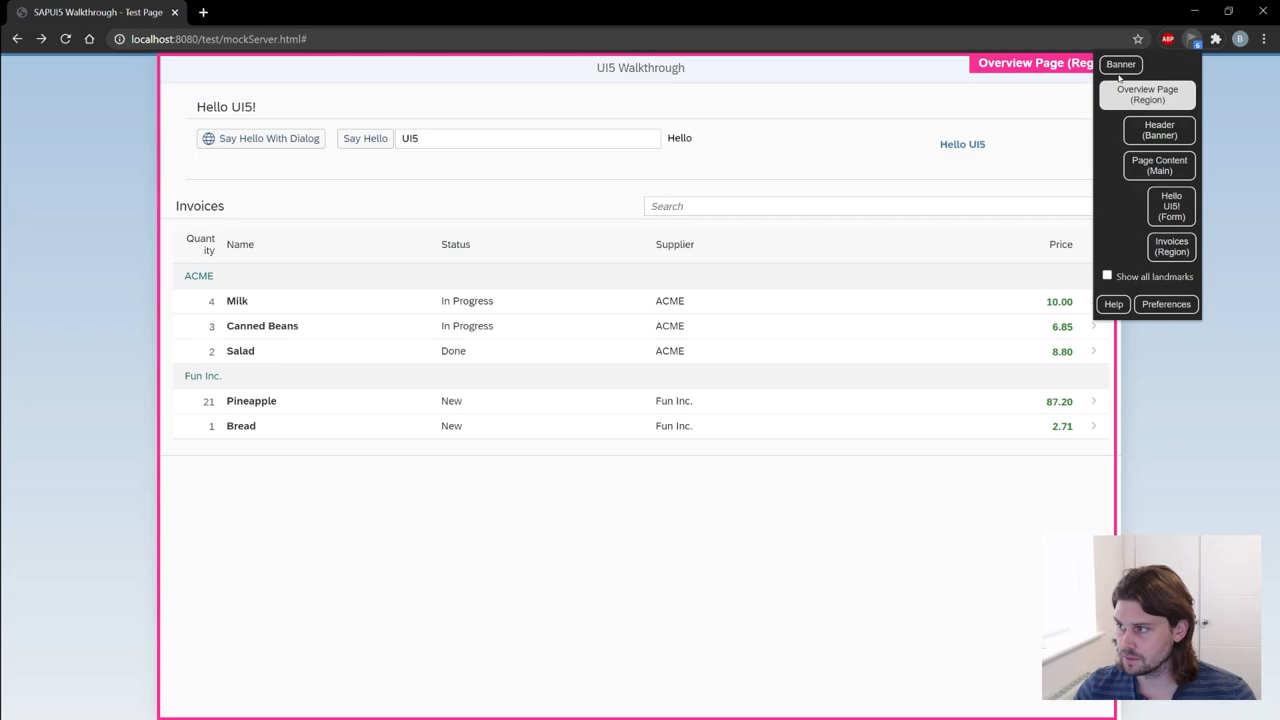 SAPUI5 Walkthrough - Test Page
localhost:8080/test/mockServer.html#
ABP
6
B
UI5 Walkthrough
Overview Page (Reg
Hello UI5!
Say Hello With Dialog
Say Hello
UI5
Hello
Hello UI5
Invoices
Search
Quant
ity
Name
Status
Supplier
Price
ACME
4 Milk In Progress ACME 10.00
3 Canned Beans In Progress ACME 6.85
2 Salad Done ACME 8.80
Fun Inc.
21 Pineapple New Fun Inc. 87.20
1 Bread New Fun Inc. 2.71
Banner
Overview Page
(Region)
Header
(Banner)
Page Content
(Main)
Hello
UI5!
(Form)
Invoices
(Region)
Show all landmarks
Help
Preferences